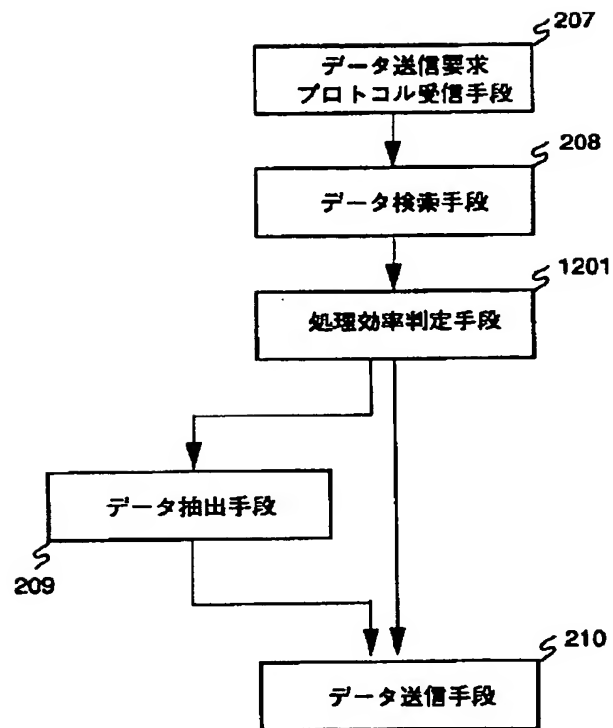 207
データ送信要求
プロトコル受信手段
208
データ検索手段
1201
処理効率判定手段
データ抽出手段
209
210
データ送信手段